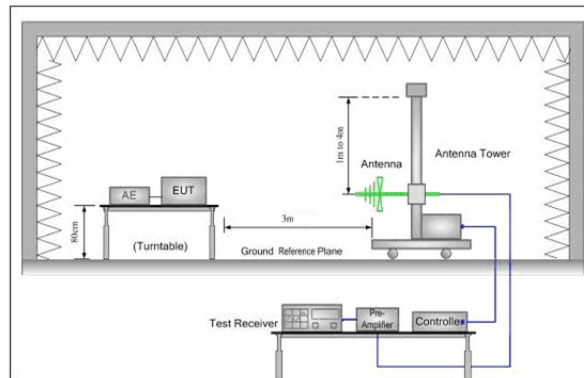 1m to 4m
Antenna
Antenna Tower
AE
EUT
80cm
(Turntable)
3m
Ground Reference Plane
Test Receiver
Pre-
Amplifier
Controller